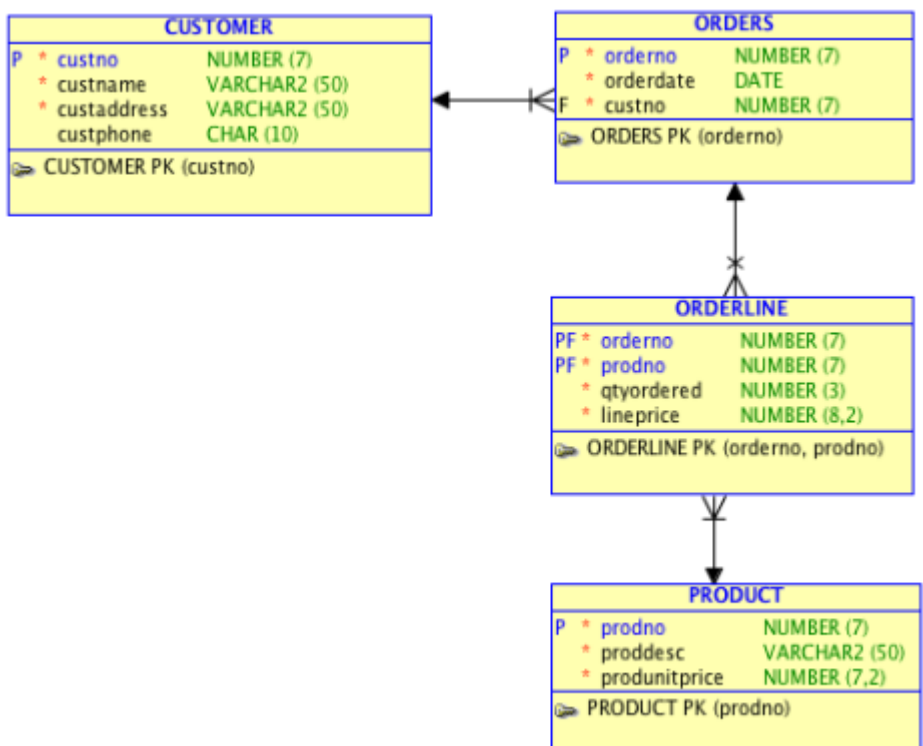 CUSTOMER
P * custno NUMBER (7)
* custname VARCHAR2 (50)
* custaddress VARCHAR2 (50)
custphone CHAR (10)
CUSTOMER PK (custno)
ORDERS
P * orderno NUMBER (7)
* orderdate DATE
F * custno NUMBER (7)
ORDERS PK (orderno)
ORDERLINE
PF * orderno NUMBER (7)
PF * prodno NUMBER (7)
* qtyordered NUMBER (3)
* lineprice NUMBER (8,2)
ORDERLINE PK (orderno, prodno)
PRODUCT
P * prodno NUMBER (7)
* proddesc VARCHAR2 (50)
* produnitprice NUMBER (7,2)
PRODUCT PK (prodno)